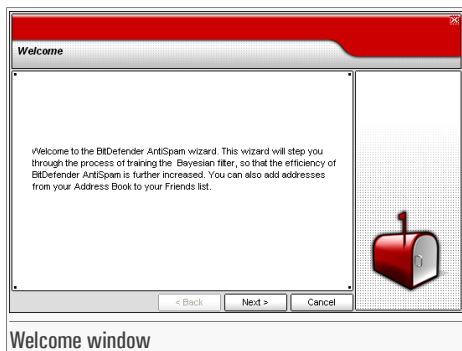 Welcome
Welcome to the BitDefender AntiSpam wizard. This wizard will step you
through the process of training the Bayesian filter, so that the efficiency of
BitDefender AntiSpam is further increased. You can also add addresses
from your Address Book to your Friends list.
< Back Next > Cancel
Welcome window